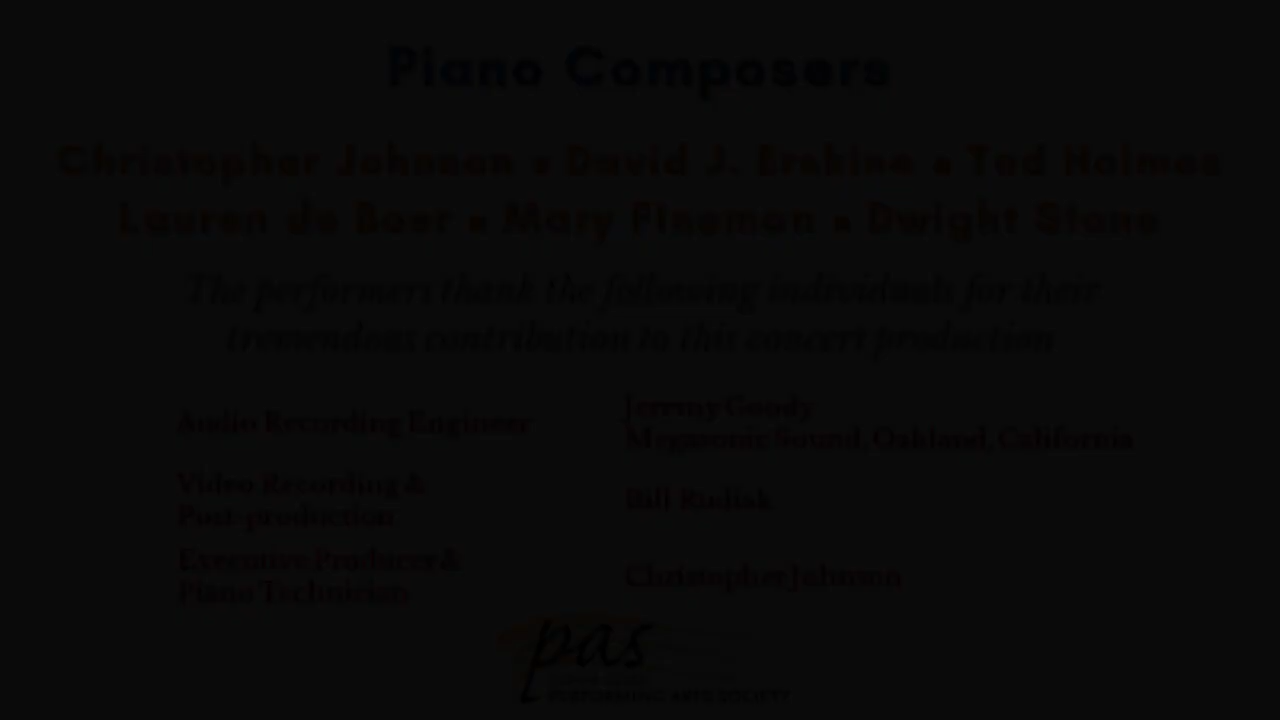 Piano Composers
Christopher Johnson • David J. Erskine • Ted Holmes
Lauren de Boer • Mary Fineman • Dwight Stone
The performers thank the following individuals for their
tremendous contribution to this concert production
Audio Recording Engineer
Jeremy Goody
Megasonic Sound, Oakland, California
Video Recording &
Post-production
Bill Rudiak
Executive Producer &
Piano Technician
Christopher Johnson
pas
PERFORMING ARTS SOCIETY